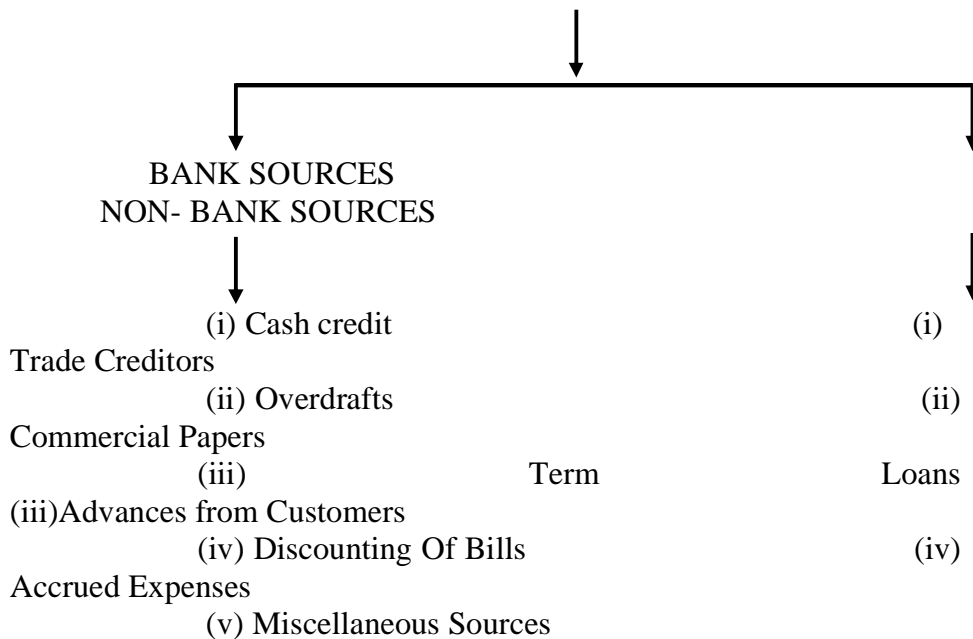 BANK SOURCES
NON- BANK SOURCES
(i) Cash credit (i)
Trade Creditors
(ii) Overdrafts (ii)
Commercial Papers
(iii) Term Loans
(iii)Advances from Customers
(iv) Discounting Of Bills (iv)
Accrued Expenses
(v) Miscellaneous Sources